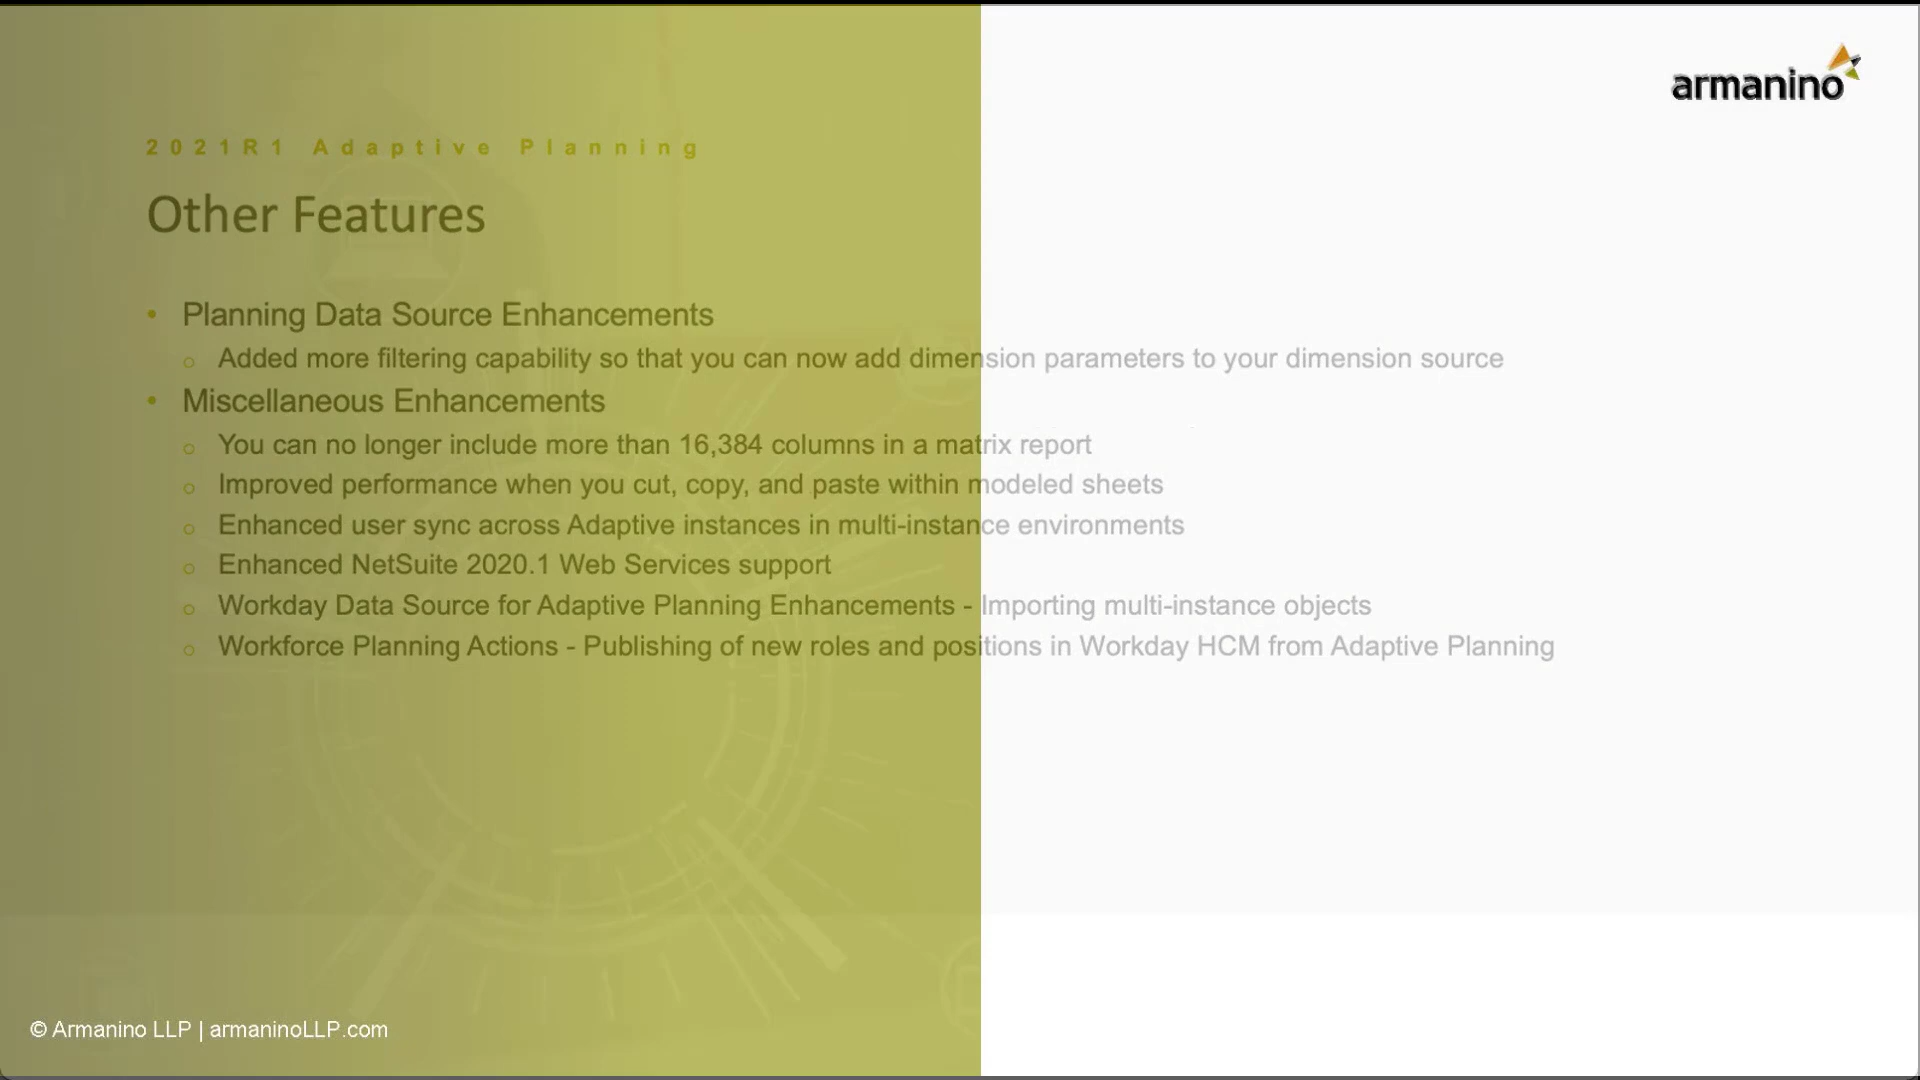 armanino
2021R1 Adaptive Planning
Other Features
• Planning Data Source Enhancements
o Added more filtering capability so that you can now add dimension parameters to your dimension source
• Miscellaneous Enhancements
o You can no longer include more than 16,384 columns in a matrix report
o Improved performance when you cut, copy, and paste within modeled sheets
o Enhanced user sync across Adaptive instances in multi-instance environments
o Enhanced NetSuite 2020.1 Web Services support
o Workday Data Source for Adaptive Planning Enhancements - Importing multi-instance objects
o Workforce Planning Actions - Publishing of new roles and positions in Workday HCM from Adaptive Planning
© Armanino LLP | armaninoLLP.com